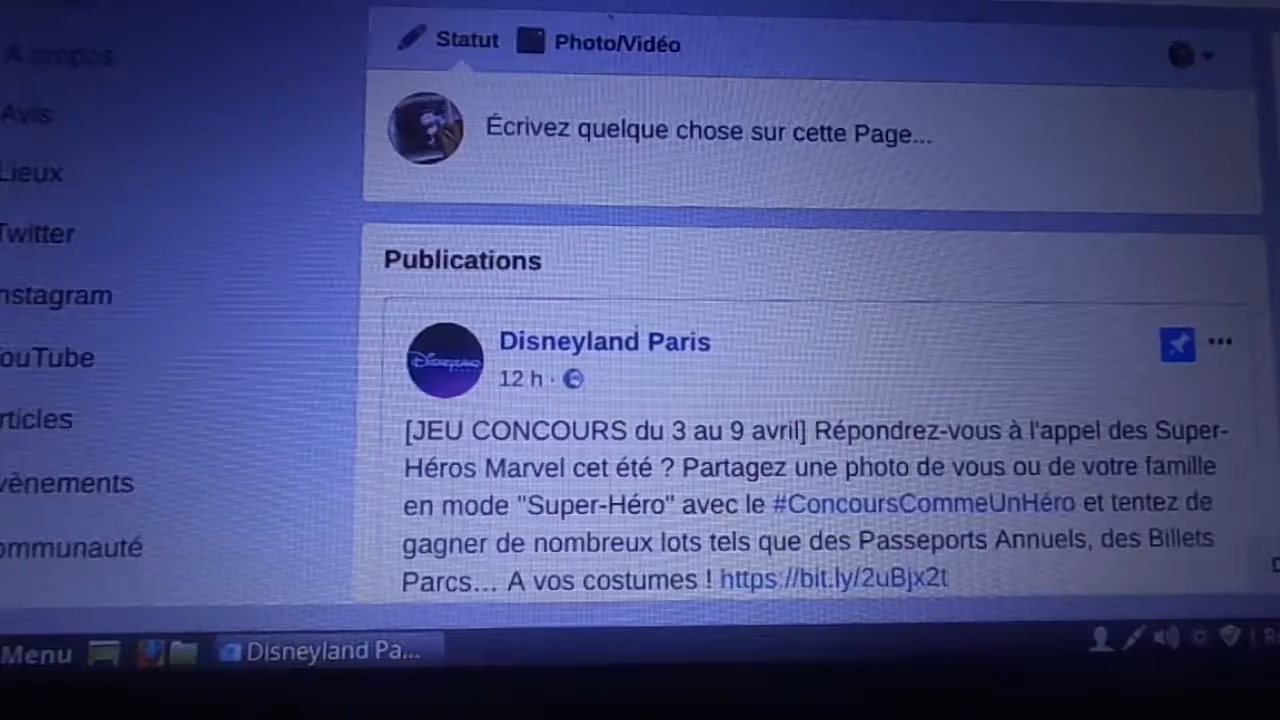 Statut Photo/Vidéo
Écrivez quelque chose sur cette Page...
A propos
Avis
Lieux
Twitter
nstagram
ouTube
rticles
vènements
ommunauté
Publications
Disneyland Paris
12 h ·
[JEU CONCOURS du 3 au 9 avril] Répondrez-vous à l'appel des Super-
Héros Marvel cet été ? Partagez une photo de vous ou de votre famille
en mode "Super-Héro" avec le #ConcoursCommeUnHéro et tentez de
gagner de nombreux lots tels que des Passeports Annuels, des Billets
Parcs... A vos costumes ! https://bit.ly/2uBjx2t
Menu Disneyland Pa...